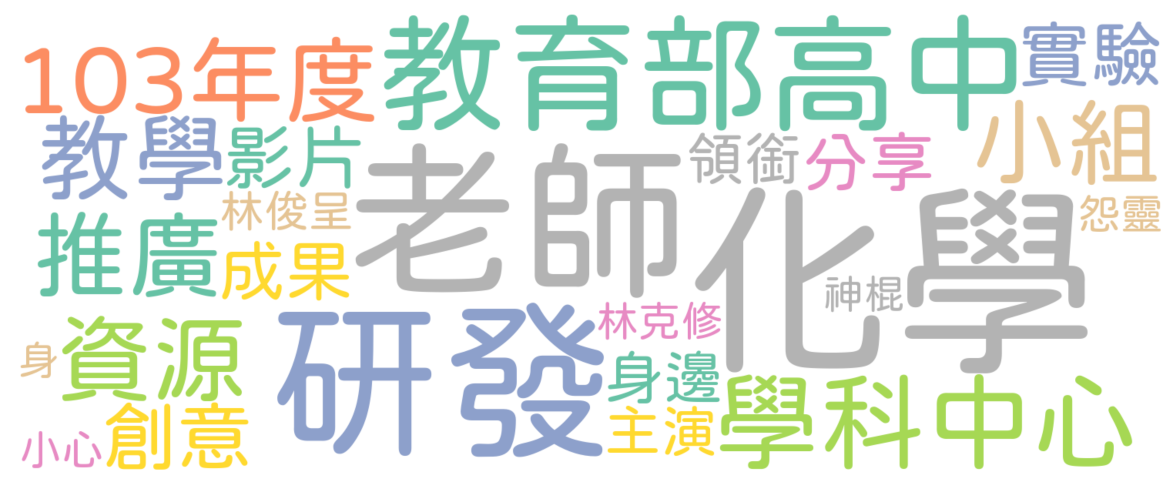 103年度
教育部高中
實驗
教學
影片
老師
領銜
分享
小組
推廣
林俊呈
成果
化學
怨靈
神棍
身
資源
研發
林克修
身邊
小心
創意
主演
學科中心